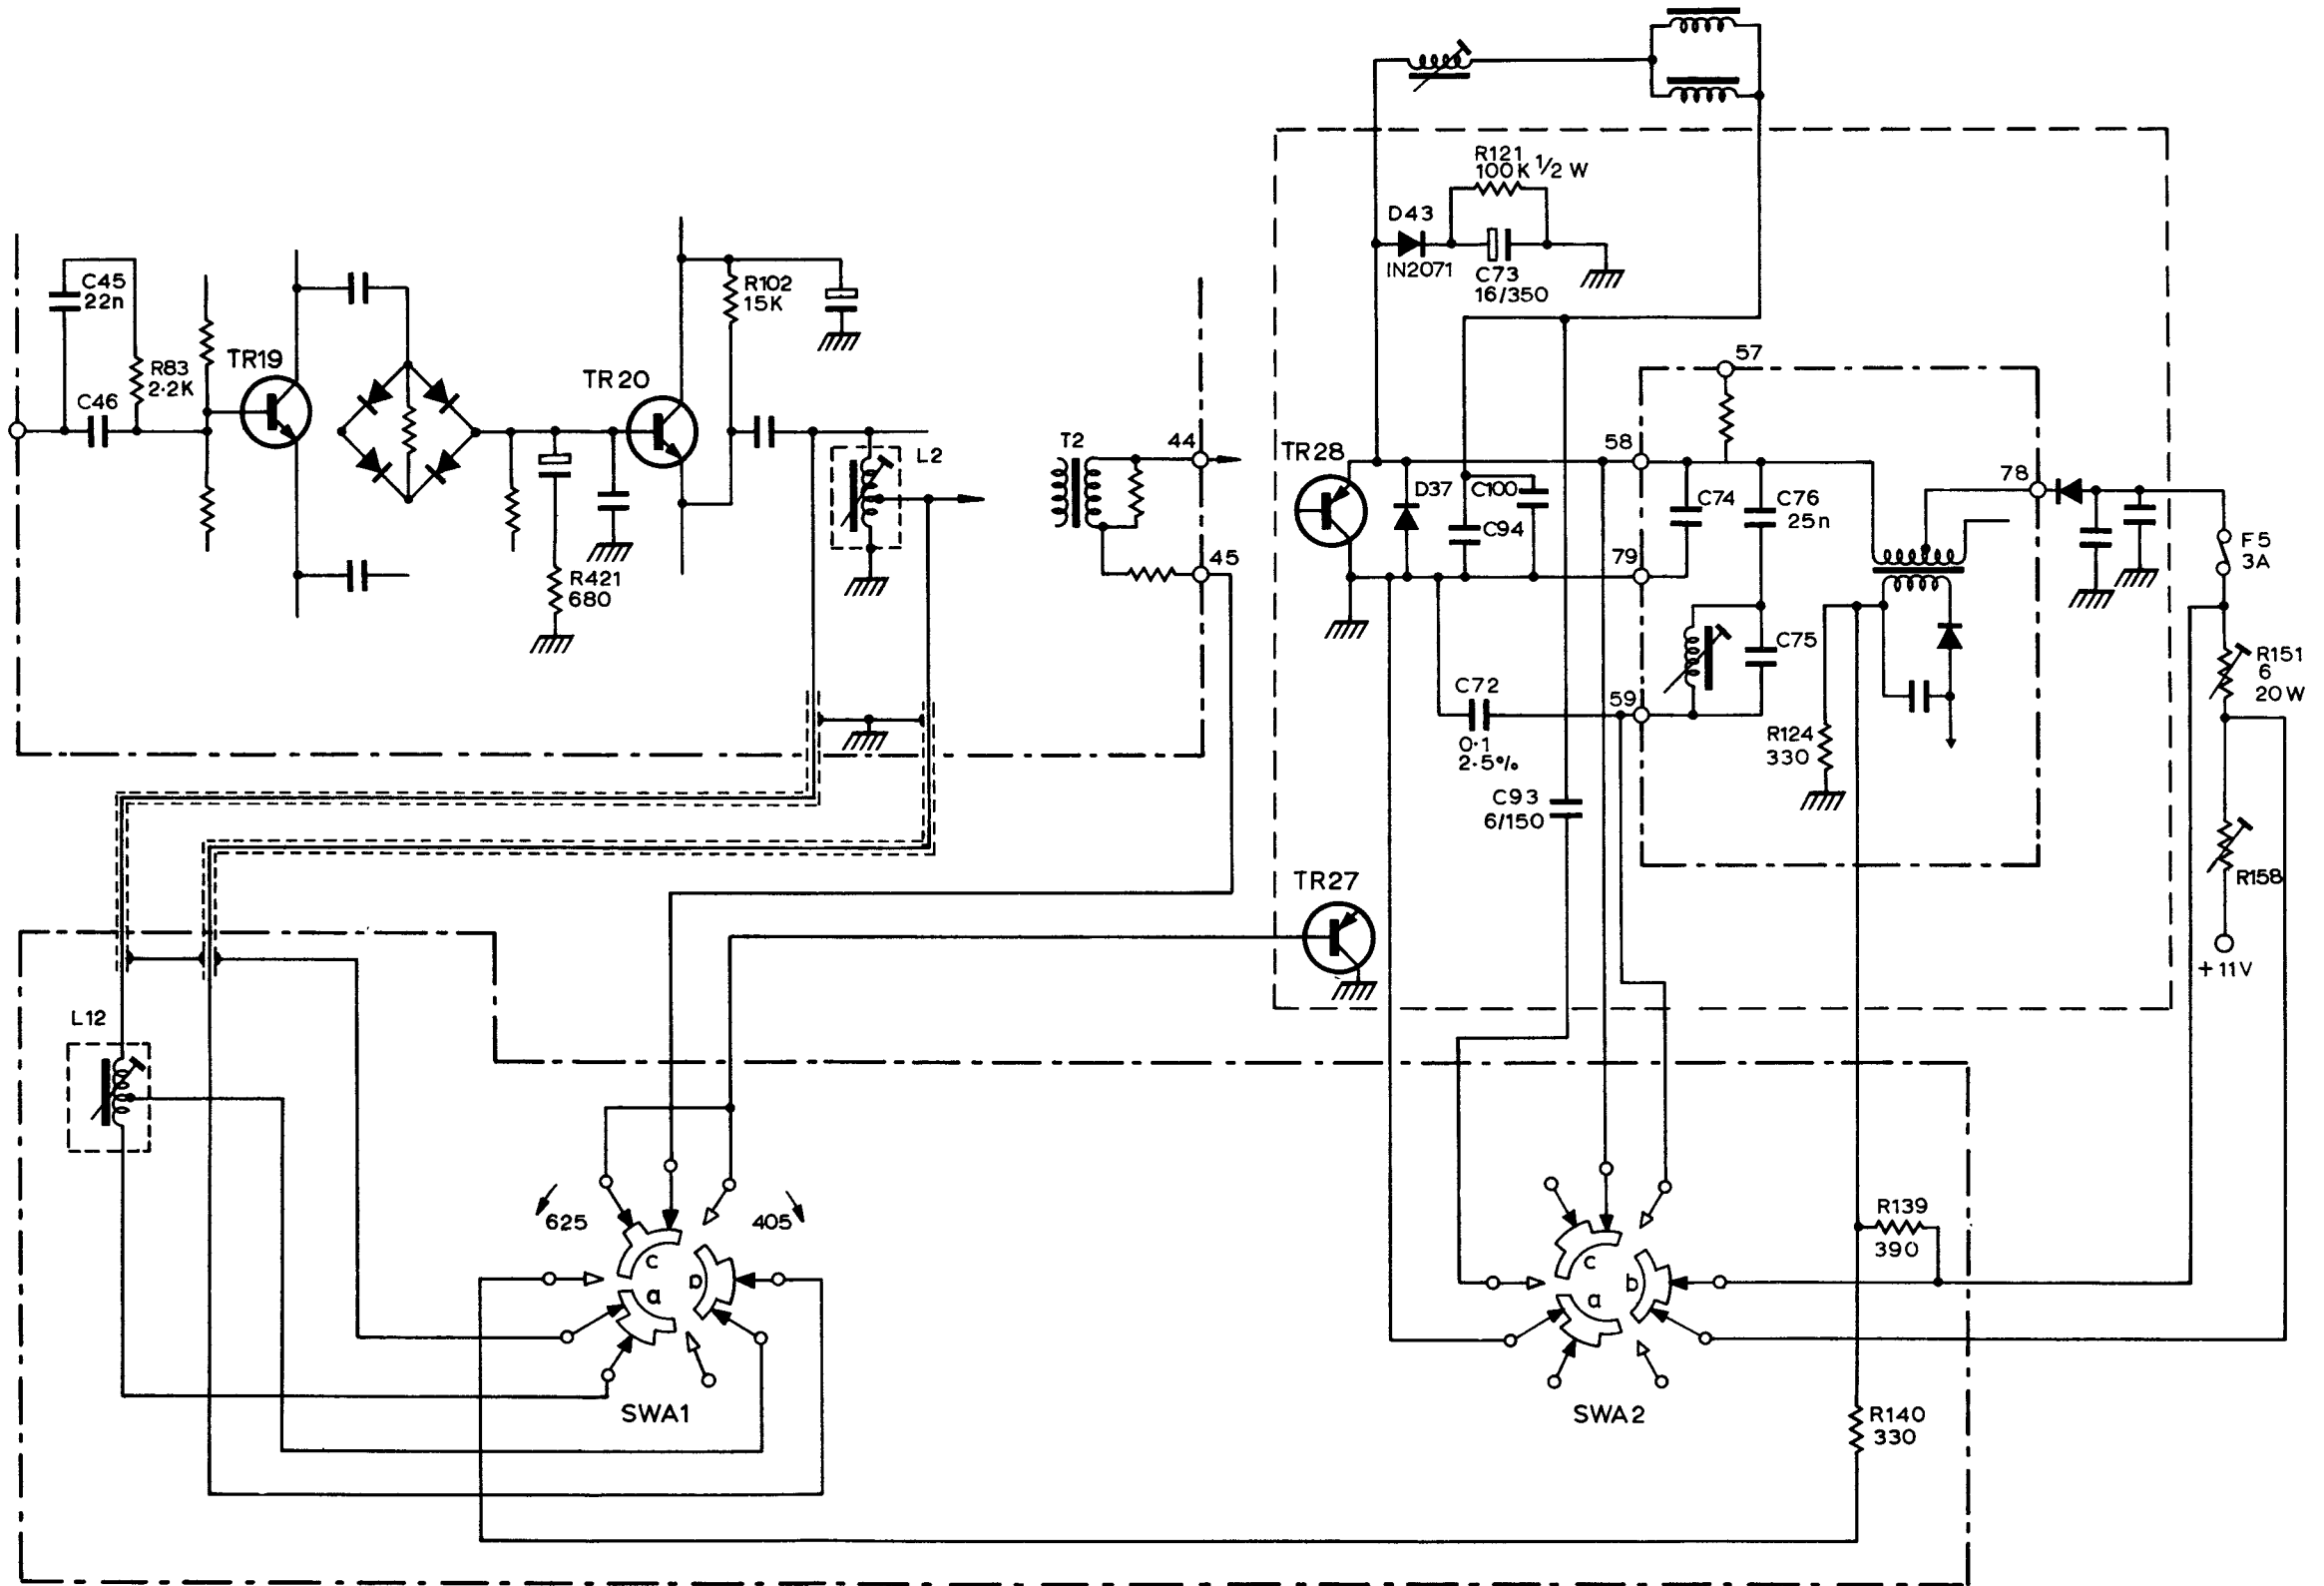 R121
100K ½ W
D43
IN2071
C73
16/350
C45
22n
R102
15K
R83
2·2K
TR19
TR20
C46
57
44
T2
L2
58
TR28
D37
C100
C74
C76
25n
78
C94
F5
3A
45
79
R421
680
C75
R151
6
20W
C72
59
0·1
2·5%
R124
330
C93
6/150
R158
TR27
+11V
L12
625
405
R139
390
c
b
a
c
b
a
SWA1
SWA2
R140
330